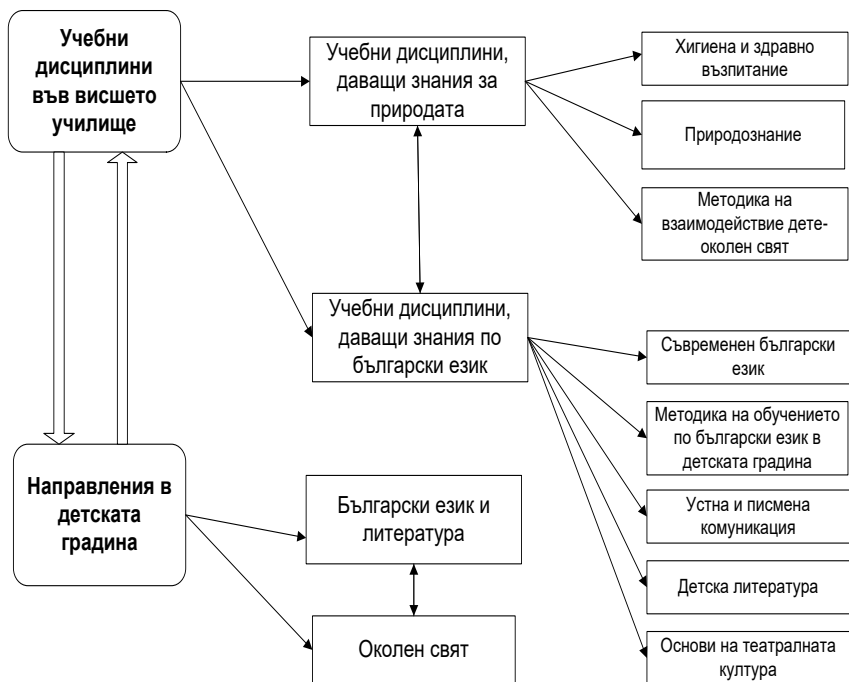 Учебни
дисциплини
във висшето
училище
Учебни дисциплини,
даващи знания за
природата
Хигиена и здравно
възпитание
Природознание
Методика на
взаимодействие дете-
околен свят
Учебни дисциплини,
даващи знания по
български език
Съвременен български
език
Методика на обучението
по български език в
детската градина
Устна и писмена
комуникация
Детска литература
Основи на театралната
култура
Направления в
детската
градина
Български език и
литература
Околен свят